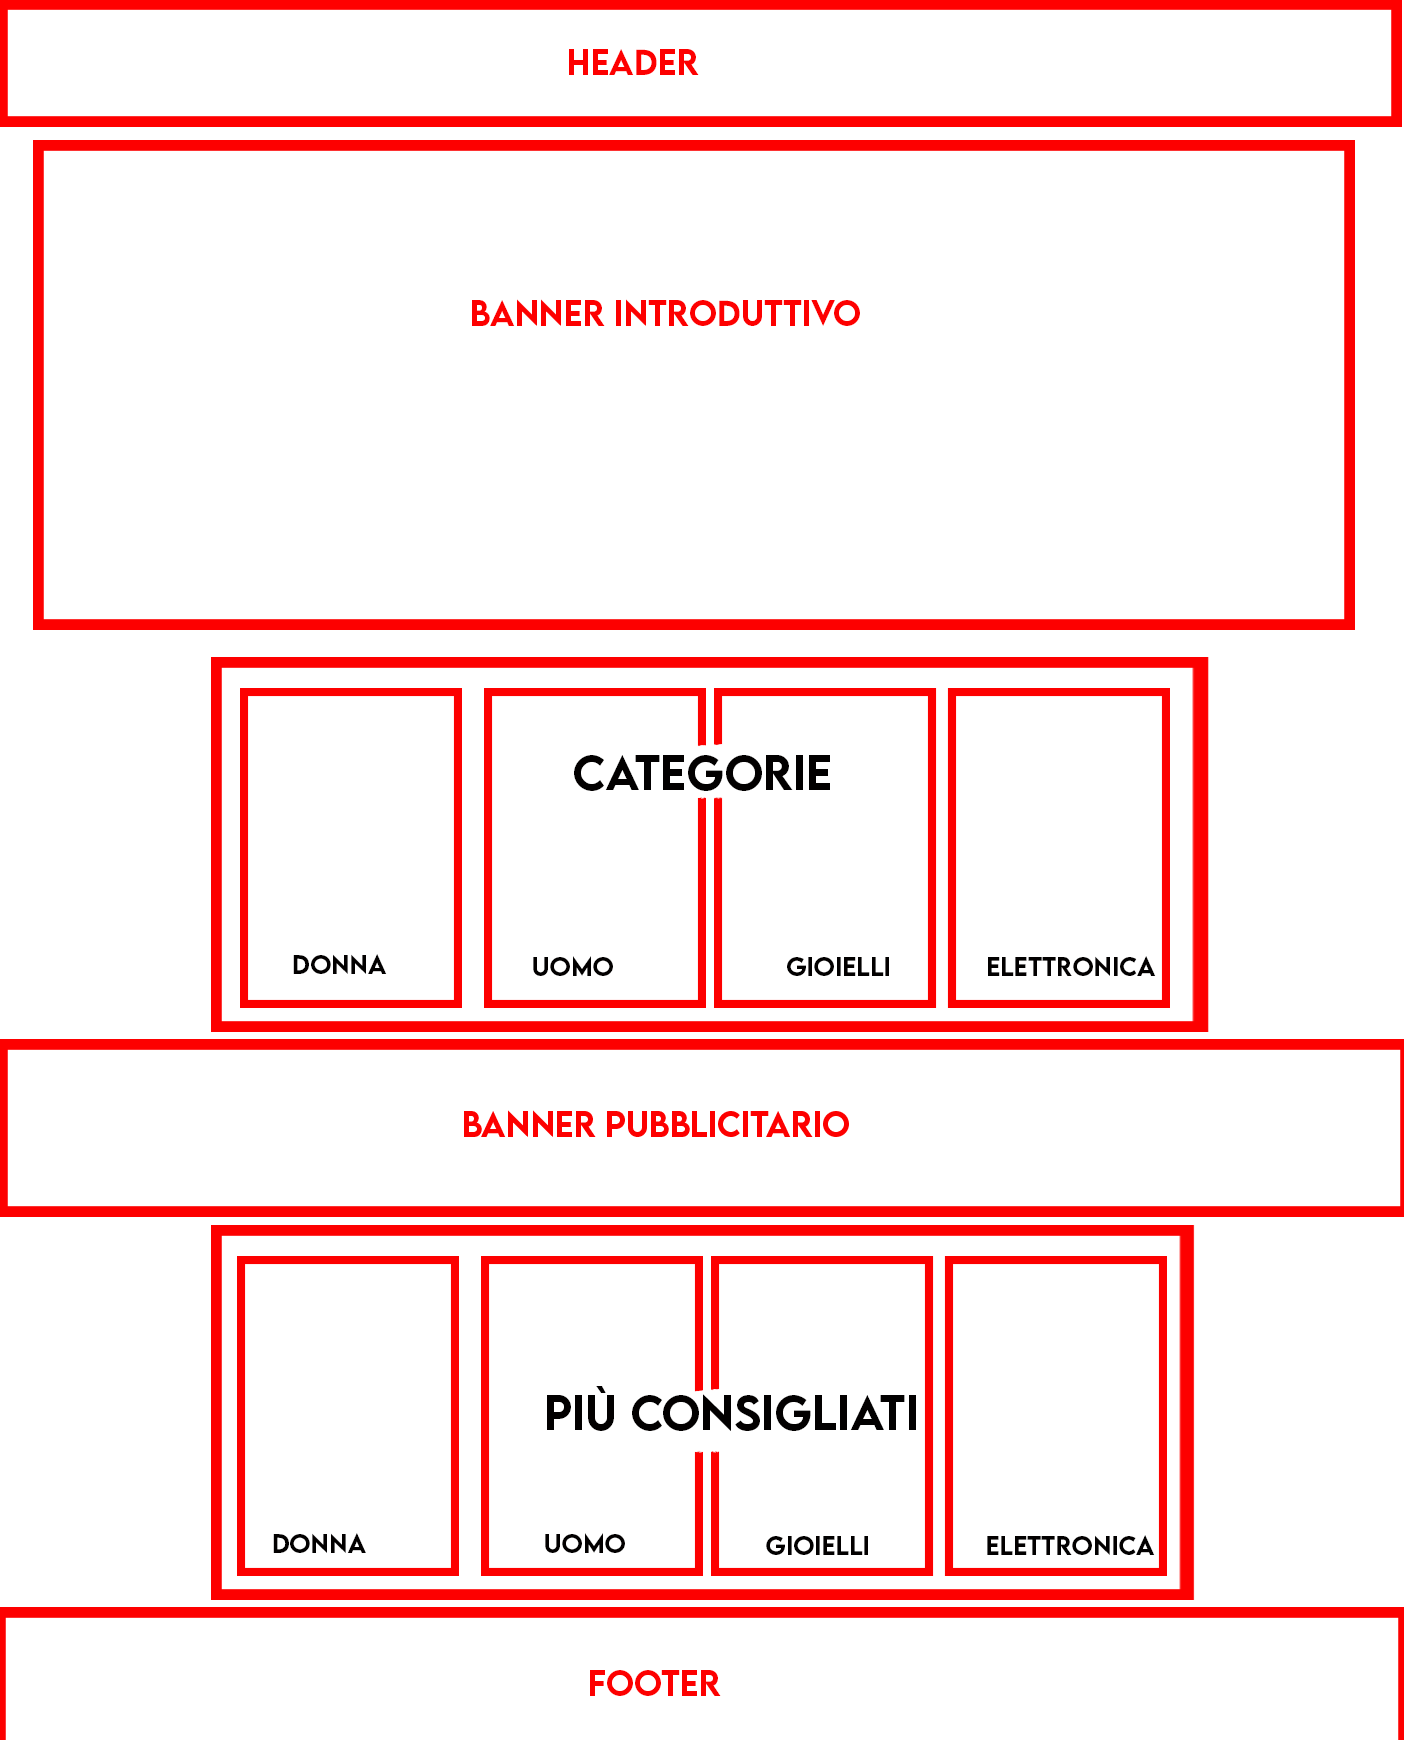 HEADER
BANNER INTRODUTTIVO
CATEGORIE
DONNA
UOMO
GIOIELLI
ELETTRONICA
BANNER PUBBLICITARIO
PIÙ CONSIGLIATI
DONNA
UOMO
GIOIELLI
ELETTRONICA
FOOTER